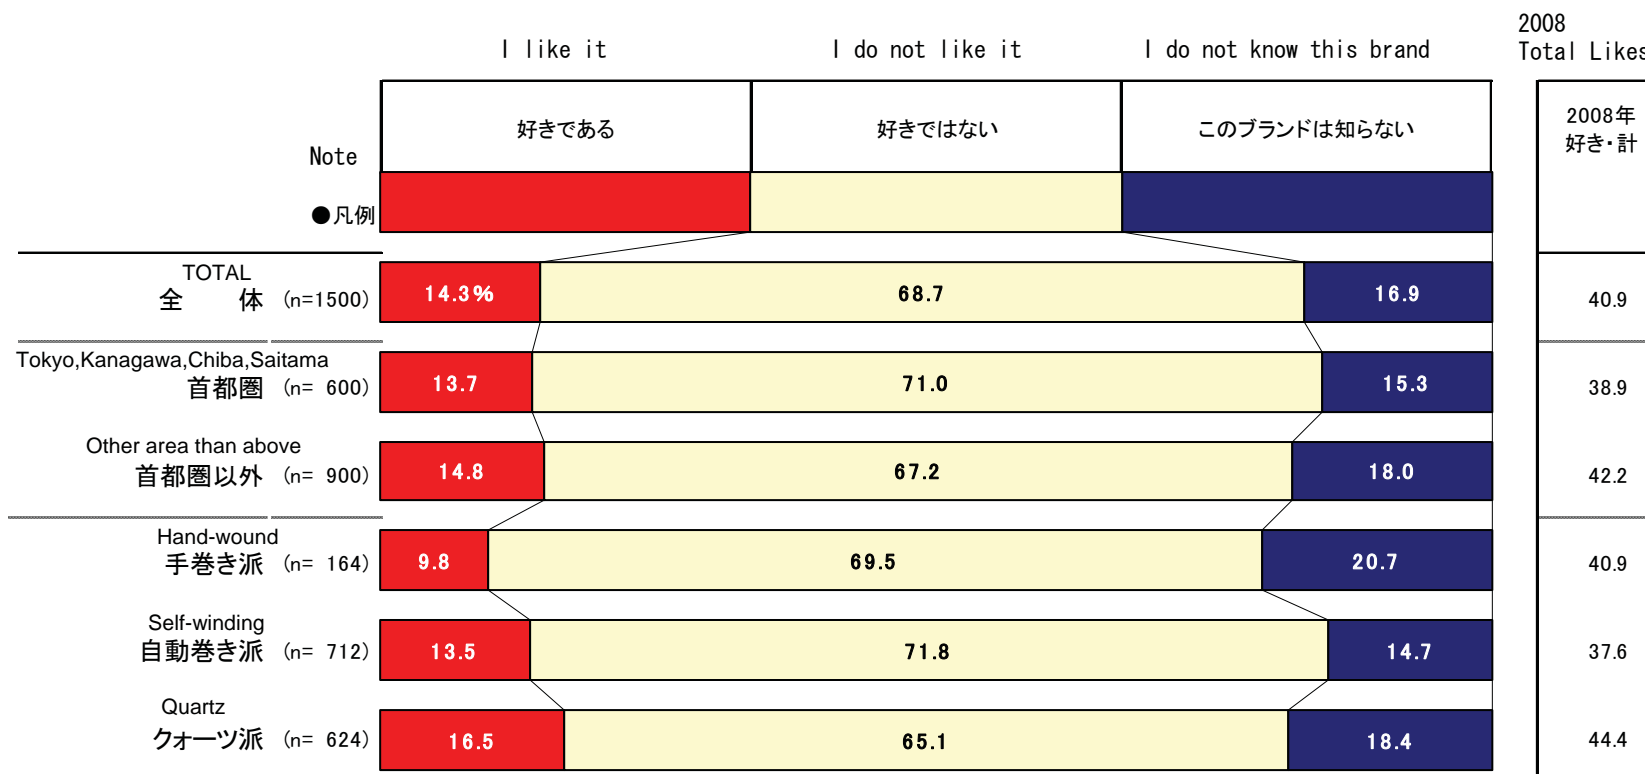 2008
I like it I do not like it I do not know this brand Total Likes
好きである 好きではない このブランドは知らない 2008年
好き・計
Note
●凡例
TOTAL
全 体 (n=1500) 14.3% 68.7 16.9 40.9
Tokyo,Kanagawa,Chiba,Saitama
首都圏 (n= 600) 13.7 71.0 15.3 38.9
Other area than above
首都圏以外 (n= 900) 14.8 67.2 18.0 42.2
Hand-wound
手巻き派 (n= 164) 9.8 69.5 20.7 40.9
Self-winding
自動巻き派 (n= 712) 13.5 71.8 14.7 37.6
Quartz
クォーツ派 (n= 624) 16.5 65.1 18.4 44.4